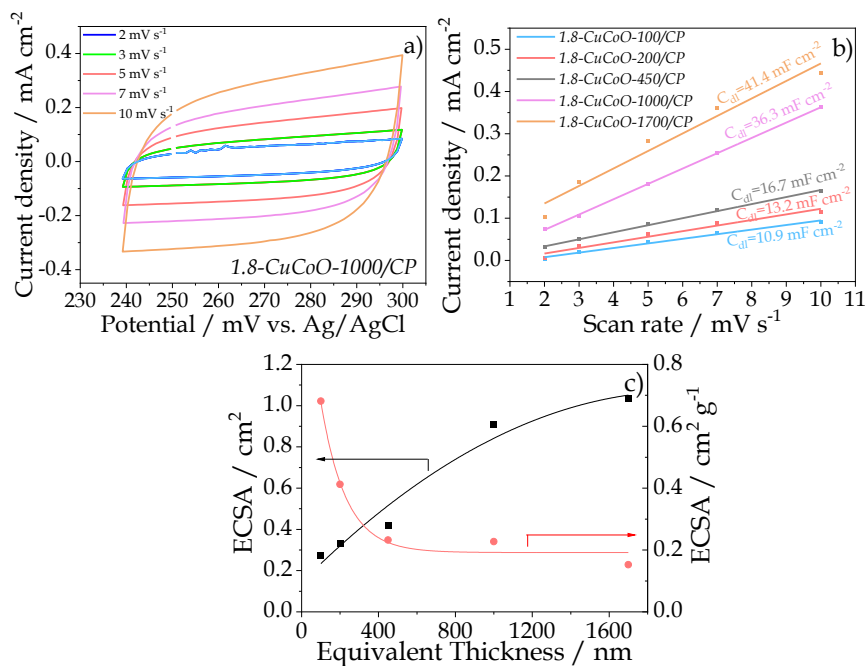 a)
2 mV s⁻¹
3 mV s⁻¹
5 mV s⁻¹
7 mV s⁻¹
10 mV s⁻¹
0.4
0.2
0.0
-0.2
-0.4
Current density / mA cm⁻²
1.8-CuCoO-1000/CP
230 240 250 260 270 280 290 300 310
Potential / mV vs. Ag/AgCl
b)
1.8-CuCoO-100/CP
1.8-CuCoO-200/CP
1.8-CuCoO-450/CP
1.8-CuCoO-1000/CP
1.8-CuCoO-1700/CP
0.5
0.4
0.3
0.2
0.1
0.0
Current density / mA cm⁻²
Cdl=41.4 mF cm⁻²
Cdl=36.3 mF cm⁻²
Cdl=16.7 mF cm⁻²
Cdl=13.2 mF cm⁻²
Cdl=10.9 mF cm⁻²
1 2 3 4 5 6 7 8 9 10 11
Scan rate / mV s⁻¹
c)
1.2
1.0
0.8
0.6
0.4
0.2
0.0
ECSA / cm²
0.8
0.6
0.4
0.2
0.0
ECSA / cm² g⁻¹
0 400 800 1200 1600
Equivalent Thickness / nm